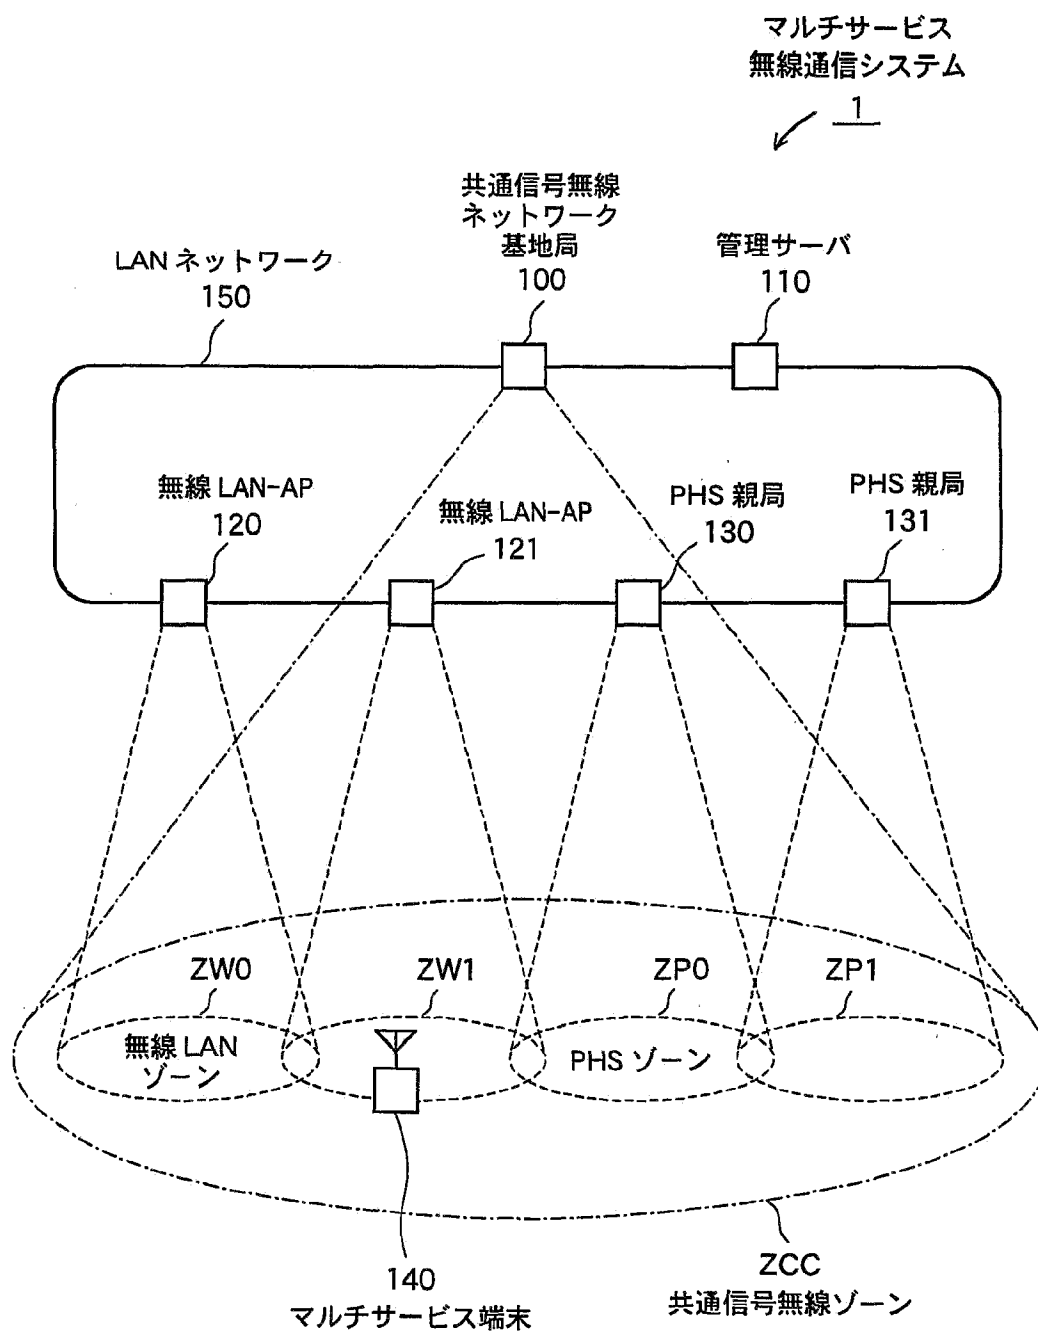 マルチサービス
無線通信システム
1
共通信号無線
ネットワーク
基地局
100
管理サーバ
110
LAN ネットワーク
150
無線 LAN-AP
120
無線 LAN-AP
121
PHS 親局
130
PHS 親局
131
ZW0
ZW1
ZP0
ZP1
無線 LAN
ゾーン
PHS ゾーン
140
マルチサービス端末
ZCC
共通信号無線ゾーン